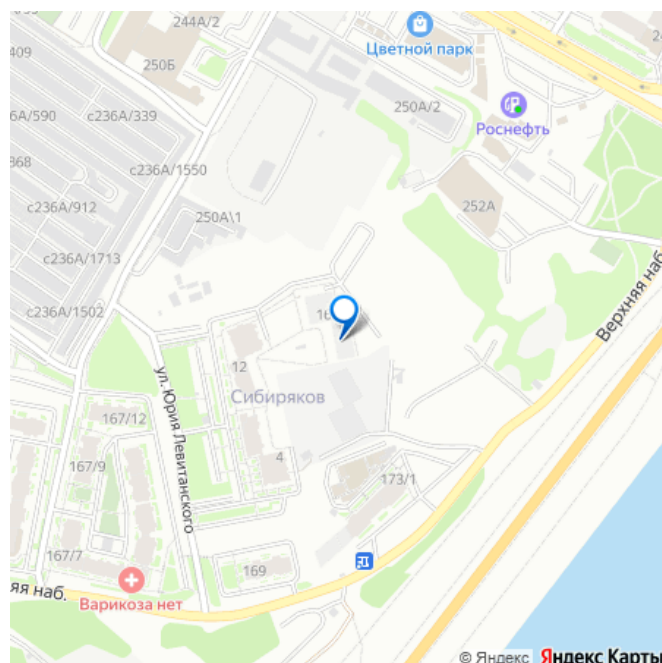 244А/2
250Б
Цветной парк
409
250А/2
6А/590
с236А/339
Роснефть
868
с236А/1550
252А
с236А/912
250А\1
с236А/1713
Верхняя наб.
с236А/1502
12
ул. Юрия Левитанского
Сибиряков
167/12
167/9
4
173/1
167/7
169
Варикоза нет
яя наб.
© Яндекс Яндекс Карты